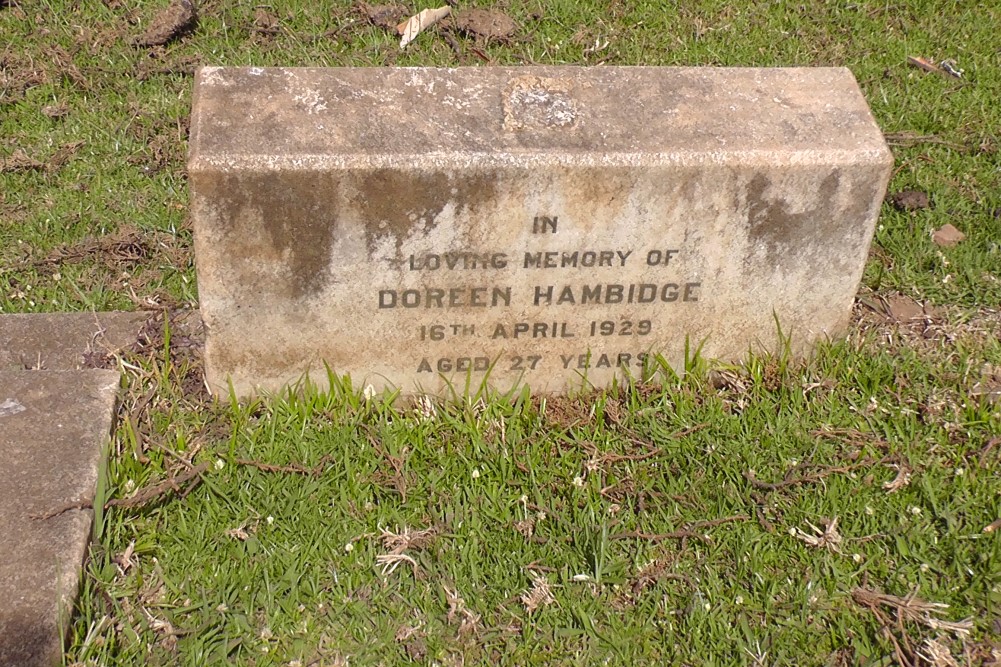 IN
LOVING MEMORY OF
DOREEN HAMBIDGE
16TH APRIL 1929
AGED 27 YEARS